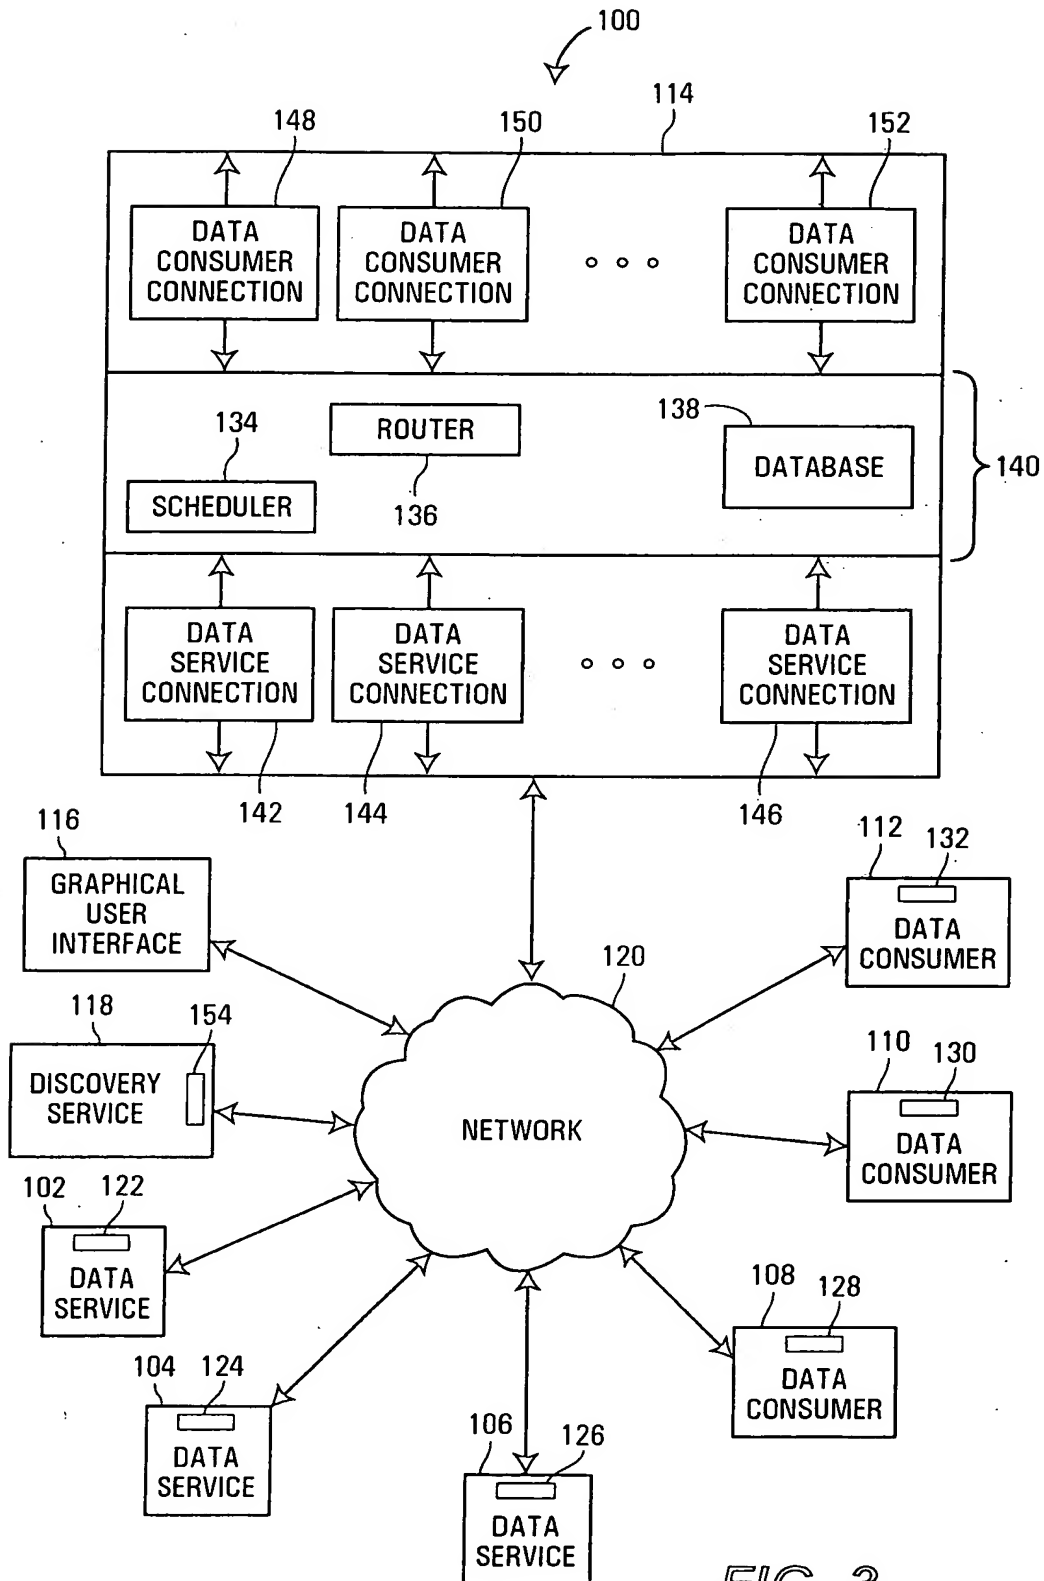 100
114
148
150
152
DATA
CONSUMER
CONNECTION
DATA
CONSUMER
CONNECTION
DATA
CONSUMER
CONNECTION
134
ROUTER
138
DATABASE
140
SCHEDULER
136
DATA
SERVICE
CONNECTION
DATA
SERVICE
CONNECTION
DATA
SERVICE
CONNECTION
142
144
146
116
GRAPHICAL
USER
INTERFACE
112
132
DATA
CONSUMER
120
118
154
DISCOVERY
SERVICE
NETWORK
110
130
DATA
CONSUMER
102
122
DATA
SERVICE
108
128
DATA
CONSUMER
104
124
DATA
SERVICE
106
126
DATA
SERVICE